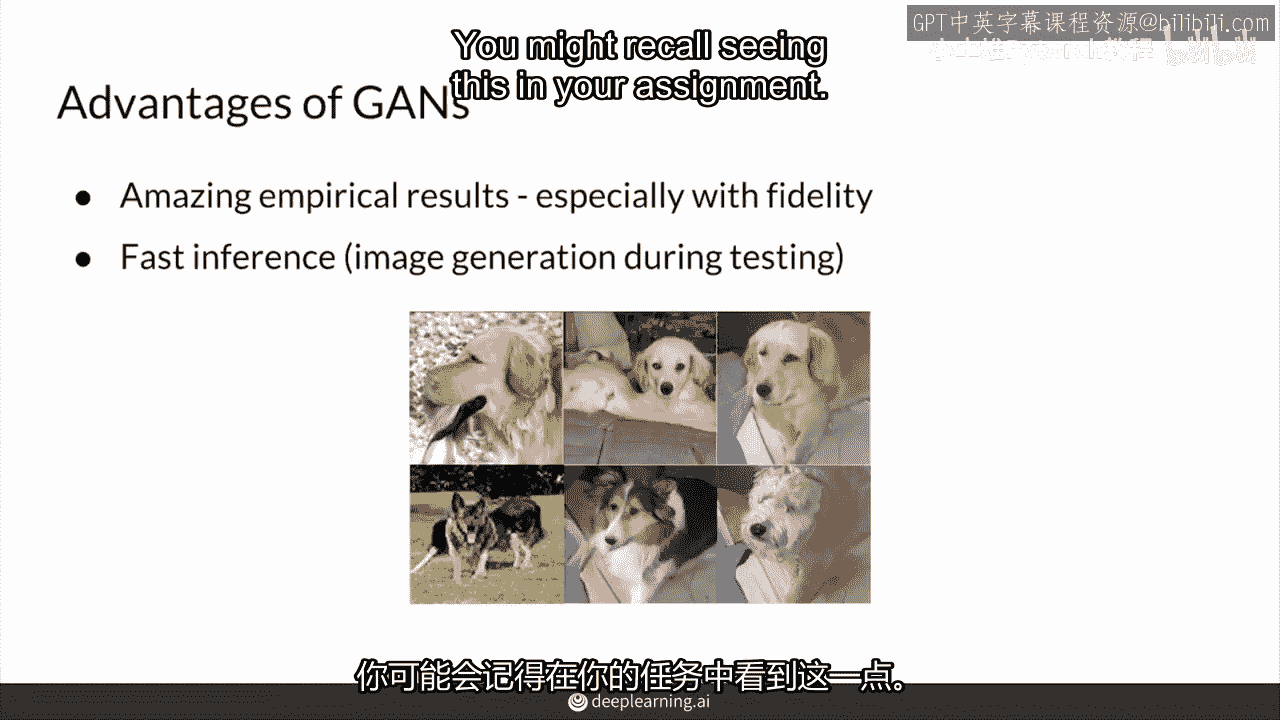 GPT中英字幕课程资源@bilibili.com
You might recall seeing
this in your assignment.
Advantages of GANs
● Amazing empirical results - especially with fidelity
● Fast inference (image generation during testing)
你可能会记得在你的任务中看到这一点。
deeplearning.ai